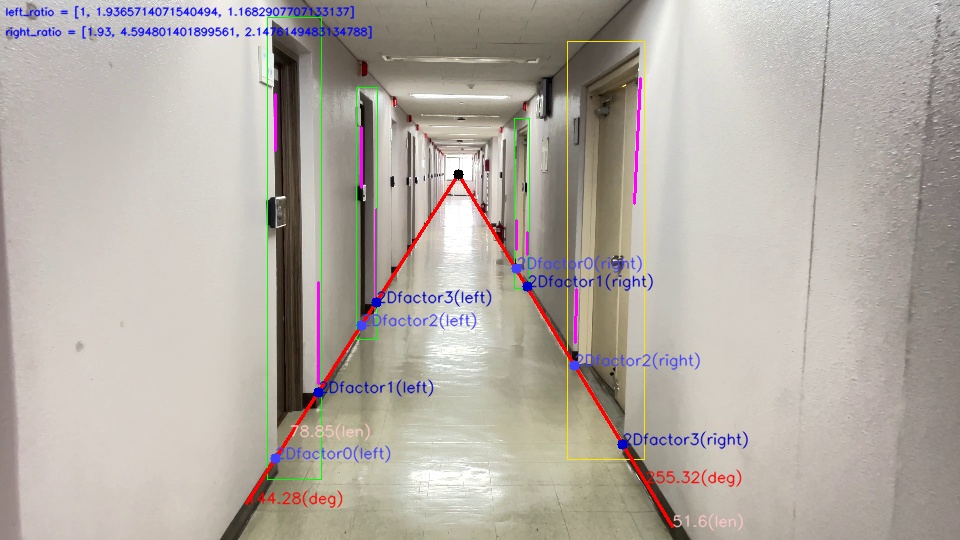 left_ratio = [1, 1.9365714071540494, 1.1682907707133137]
right_ratio = [1.93, 4.594801401899561, 2.1476149483134788]
2Dfactor0(right)
2Dfactor1(right)
2Dfactor3(left)
2Dfactor2(left)
2Dfactor2(right)
2Dfactor1(left)
78.85(len)
2Dfactor3(right)
2Dfactor0(left)
255.32(deg)
44.28(deg)
51.6(len)